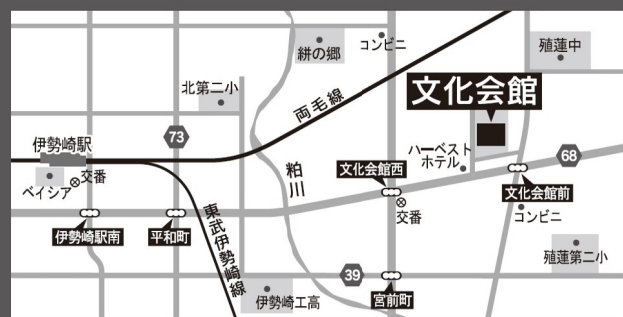 コンビニ
絣の郷
殖蓮中
北第二小
文化会館
両毛線
伊勢崎駅
73
粕川
ハーベスト
ホテル
68
文化会館西
交番
ベイシア
文化会館前
交番
コンビニ
伊勢崎駅南
平和町
東武伊勢崎線
殖蓮第二小
39
伊勢崎工高
宮前町